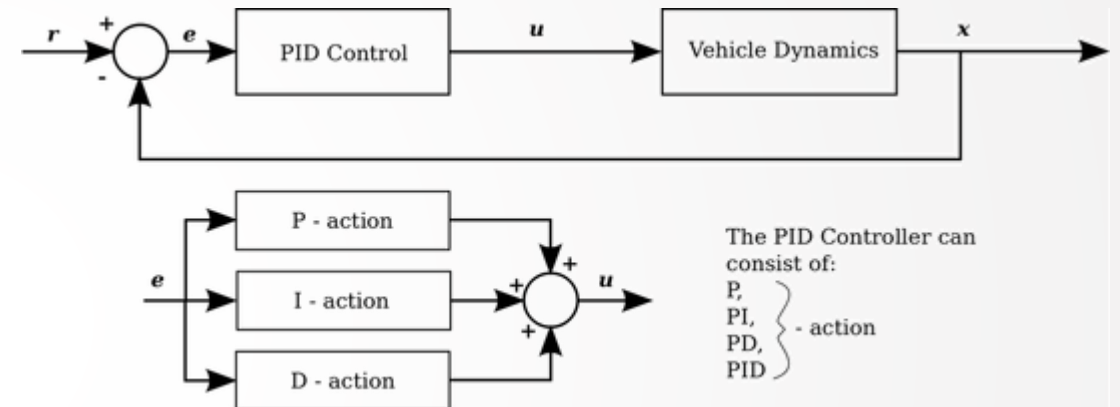 r
+
-
e
PID Control
u
Vehicle Dynamics
x
e
P - action
I - action
D - action
+
+
+
u
The PID Controller can
consist of:
P,
PI,
PD,
PID
- action